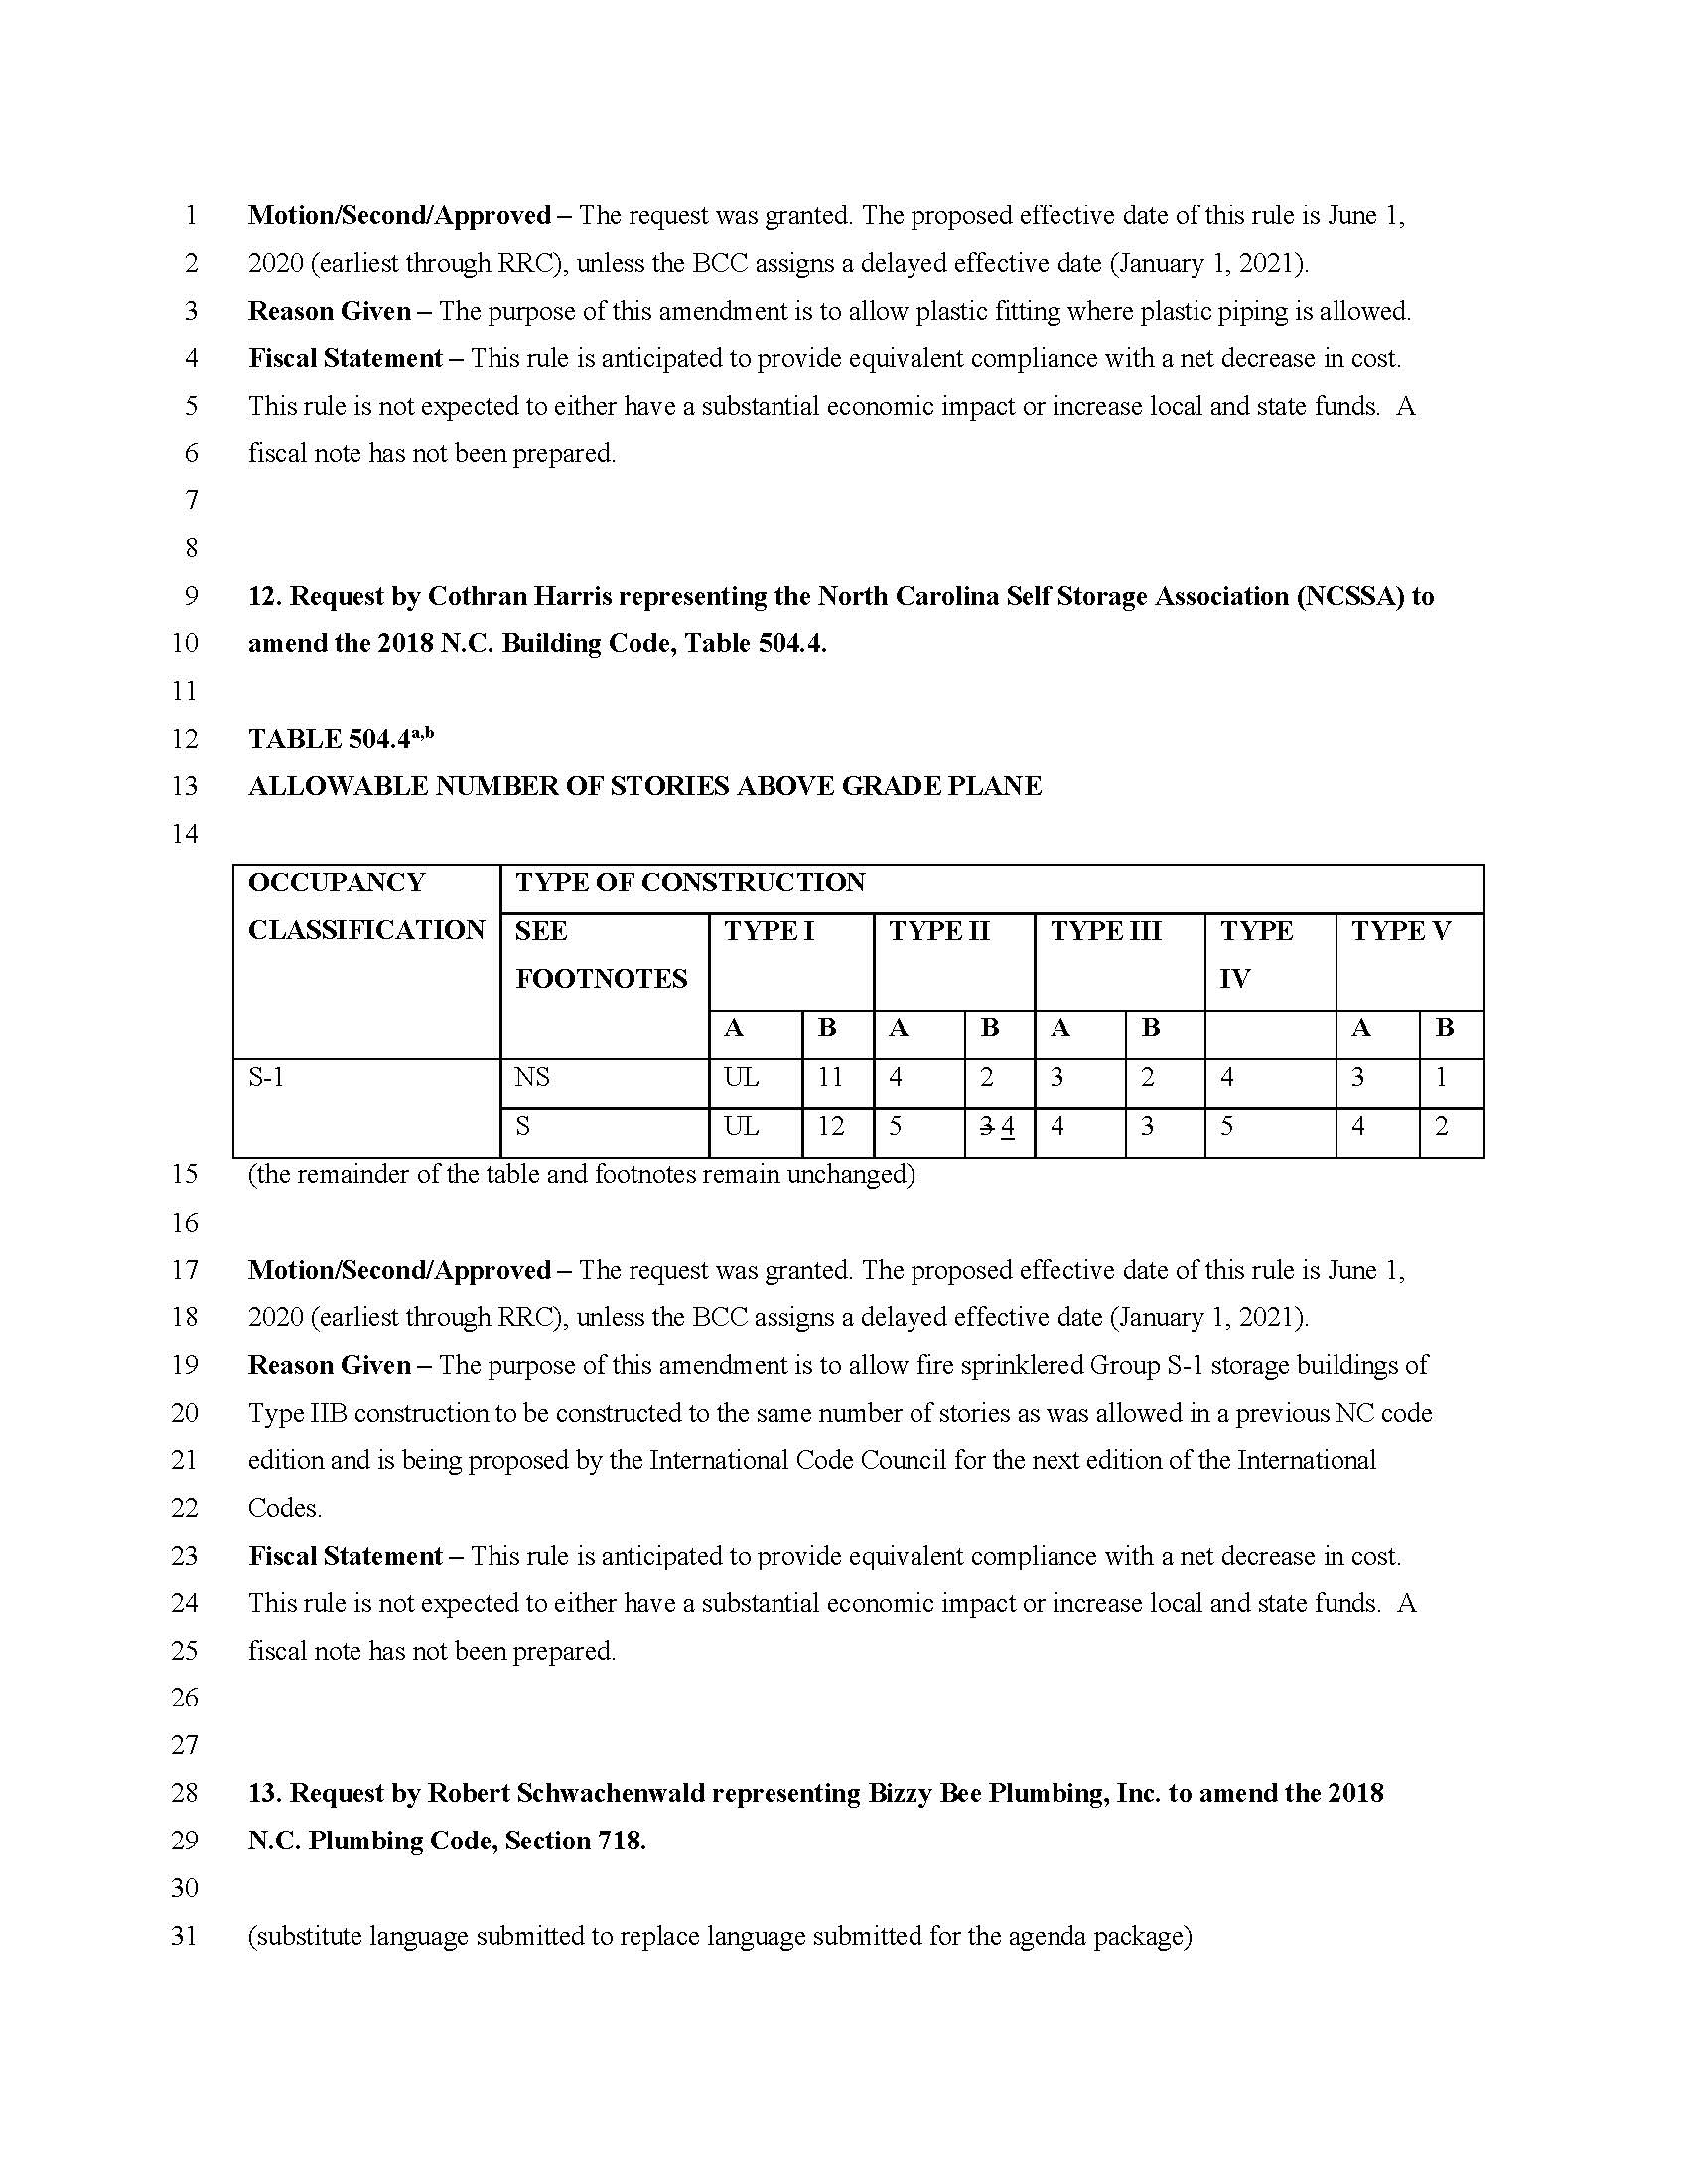 1 Motion/Second/Approved – The request was granted. The proposed effective date of this rule is June 1,
2 2020 (earliest through RRC), unless the BCC assigns a delayed effective date (January 1, 2021).
3 Reason Given – The purpose of this amendment is to allow plastic fitting where plastic piping is allowed.
4 Fiscal Statement – This rule is anticipated to provide equivalent compliance with a net decrease in cost.
5 This rule is not expected to either have a substantial economic impact or increase local and state funds.  A
6 fiscal note has not been prepared.
7
8
9 12. Request by Cothran Harris representing the North Carolina Self Storage Association (NCSSA) to
10 amend the 2018 N.C. Building Code, Table 504.4.
11
12 TABLE 504.4a,b
13 ALLOWABLE NUMBER OF STORIES ABOVE GRADE PLANE
14
OCCUPANCY TYPE OF CONSTRUCTION
CLASSIFICATION SEE TYPE I TYPE II TYPE III TYPE TYPE V
FOOTNOTES IV
A B A B A B A B
S-1 NS UL 11 4 2 3 2 4 3 1
S UL 12 5 3 4 4 3 5 4 2
15 (the remainder of the table and footnotes remain unchanged)
16
17 Motion/Second/Approved – The request was granted. The proposed effective date of this rule is June 1,
18 2020 (earliest through RRC), unless the BCC assigns a delayed effective date (January 1, 2021).
19 Reason Given – The purpose of this amendment is to allow fire sprinklered Group S-1 storage buildings of
20 Type IIB construction to be constructed to the same number of stories as was allowed in a previous NC code
21 edition and is being proposed by the International Code Council for the next edition of the International
22 Codes.
23 Fiscal Statement – This rule is anticipated to provide equivalent compliance with a net decrease in cost.
24 This rule is not expected to either have a substantial economic impact or increase local and state funds.  A
25 fiscal note has not been prepared.
26
27
28 13. Request by Robert Schwachenwald representing Bizzy Bee Plumbing, Inc. to amend the 2018
29 N.C. Plumbing Code, Section 718.
30
31 (substitute language submitted to replace language submitted for the agenda package)